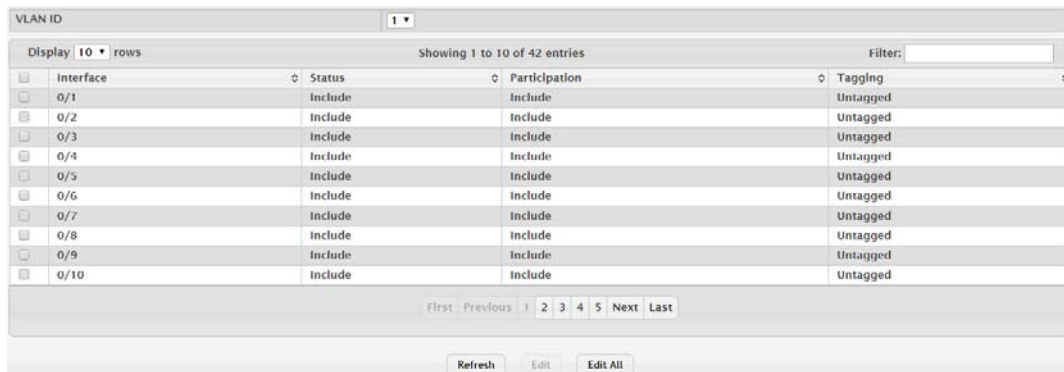 VLAN ID 1
Display 10 rows Showing 1 to 10 of 42 entries Filter:
Interface Status Participation Tagging
0/1 Include Include Untagged
0/2 Include Include Untagged
0/3 Include Include Untagged
0/4 Include Include Untagged
0/5 Include Include Untagged
0/6 Include Include Untagged
0/7 Include Include Untagged
0/8 Include Include Untagged
0/9 Include Include Untagged
0/10 Include Include Untagged
First Previous 1 2 3 4 5 Next Last
Refresh Edit Edit All